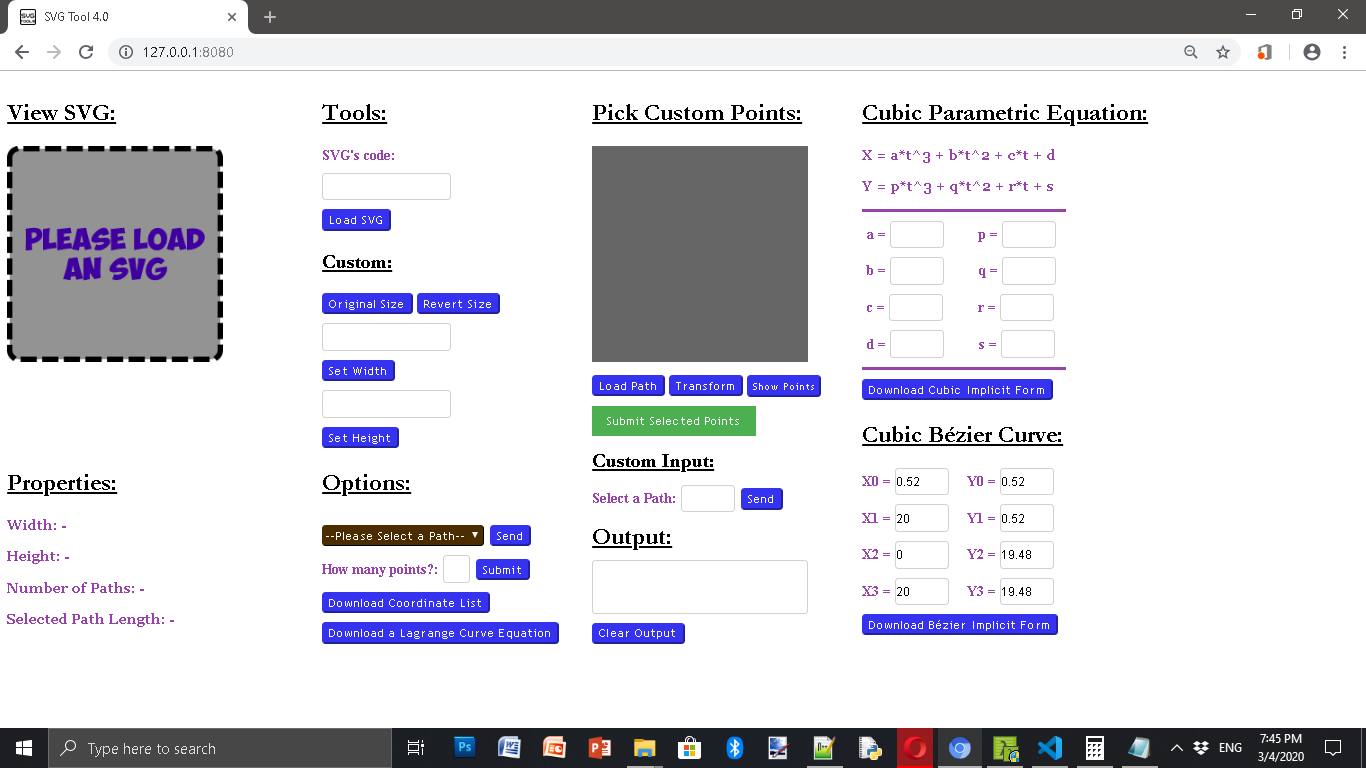 SVG Tool 4.0
127.0.0.1:8080
View SVG:
PLEASE LOAD
AN SVG
Properties:
Width: -
Height: -
Number of Paths: -
Selected Path Length: -
Tools:
SVG's code:
Load SVG
Custom:
Original Size Revert Size
Set Width
Set Height
Options:
--Please Select a Path-- Send
How many points?: Submit
Download Coordinate List
Download a Lagrange Curve Equation
Pick Custom Points:
Load Path Transform Show Points
Submit Selected Points
Custom Input:
Select a Path: Send
Output:
Clear Output
Cubic Parametric Equation:
X = a*t^3 + b*t^2 + c*t + d
Y = p*t^3 + q*t^2 + r*t + s
a = p =
b = q =
c = r =
d = s =
Download Cubic Implicit Form
Cubic Bézier Curve:
X0 = 0.52 Y0 = 0.52
X1 = 20 Y1 = 0.52
X2 = 0 Y2 = 19.48
X3 = 20 Y3 = 19.48
Download Bézier Implicit Form
Type here to search
Ps
ENG
7:45 PM
3/4/2020